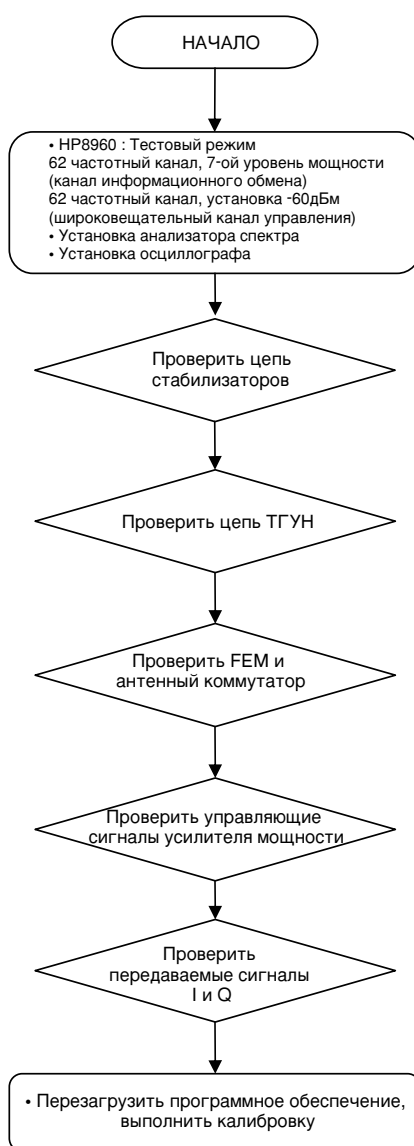 НАЧАЛО
• HP8960 : Тестовый режим
62 частотный канал, 7-ой уровень мощности
(канал информационного обмена)
62 частотный канал, установка -60дБм
(широковещательный канал управления)
• Установка анализатора спектра
• Установка осциллографа
Проверить цепь
стабилизаторов
Проверить цепь ТГУН
Проверить FEM и
антенный коммутатор
Проверить управляющие
сигналы усилителя мощности
Проверить
передаваемые сигналы
I и Q
• Перезагрузить программное обеспечение,
выполнить калибровку